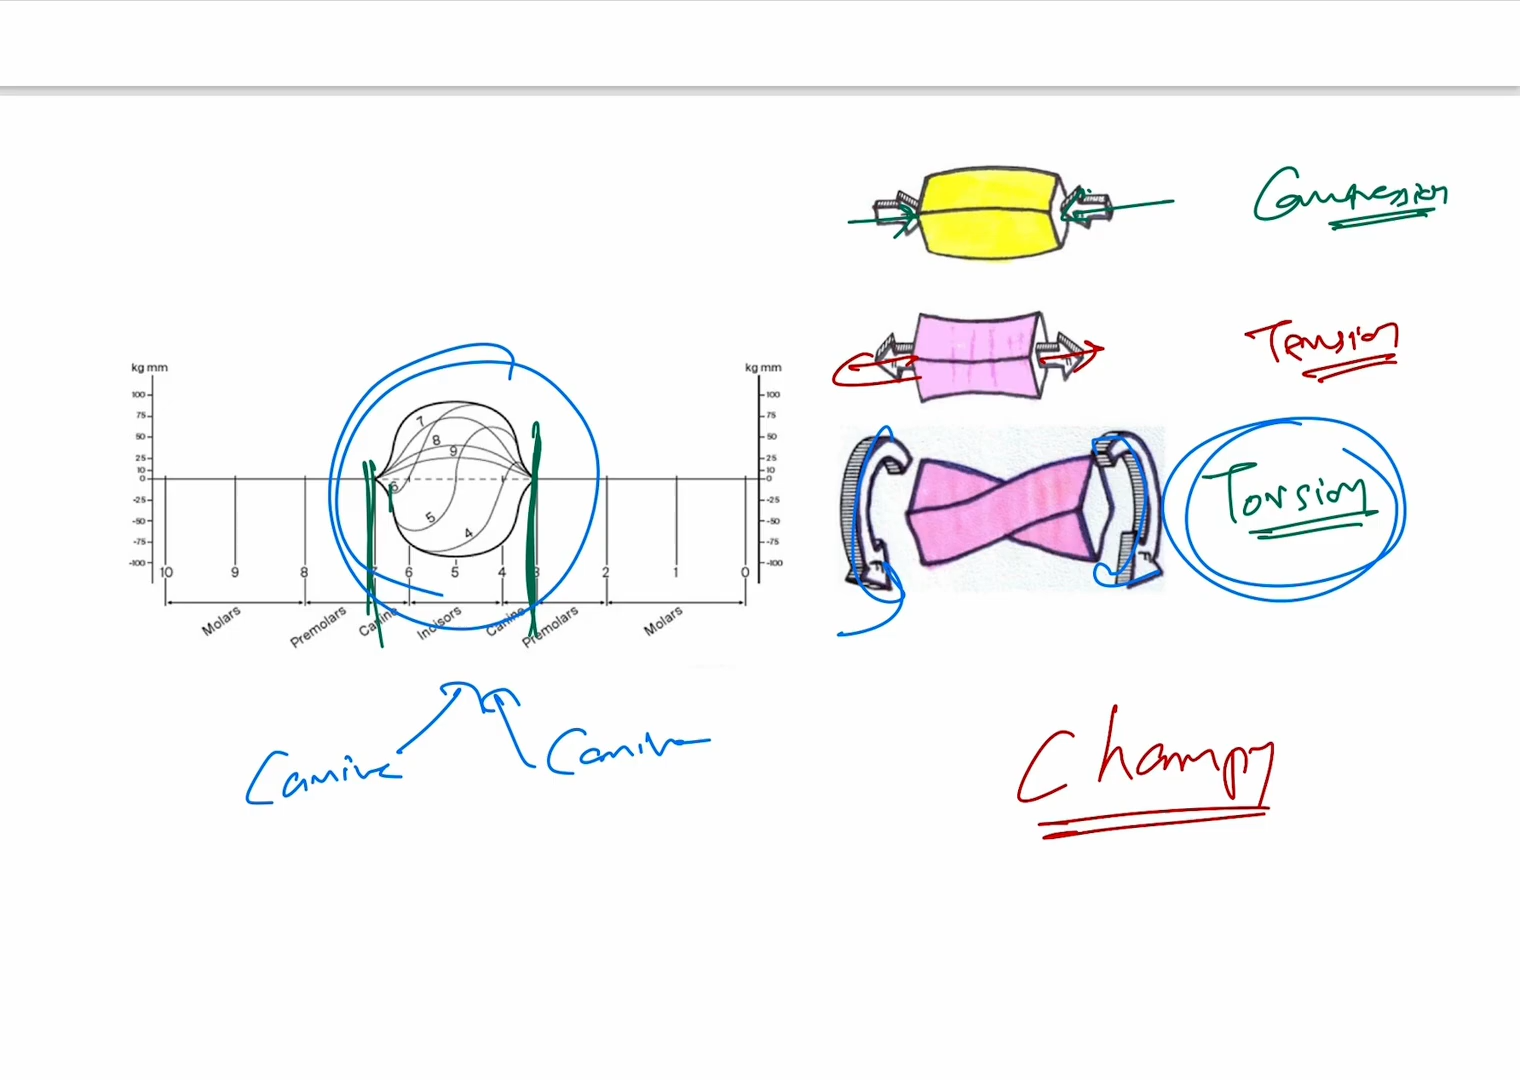 Compression
Tension
Torsion
kg mm
kg mm
100
75
50
25
10
0
-25
-50
-75
-100
100
75
50
25
10
0
-25
-50
-75
-100
7
8
9
6
5
4
10 9 8 7 6 5 4 3 2 1 0
Molars Premolars Canine Incisors Canine Premolars Molars
F F
F F
Canine Canine
Champy